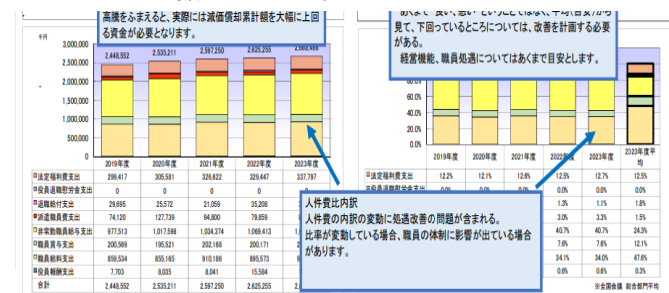 高騰をふまえると、実際には減価償却累計額を大幅に上回
る資金が必要となります。
見て、下回っているところについては、改善を計画する必要
がある。
経営機能、職員処遇についてはあくまで目安とします。
千円
3,000,000
2,500,000
2,000,000
1,500,000
1,000,000
500,000
0
2,448,552 2,535,211 2,597,250 2,625,255
80.0%
60.0%
40.0%
20.0%
0.0%
2019年度 2020年度 2021年度 2022年度 2023年度
法定福利費支出 299,417 305,581 326,622 329,447 337,797
役員退職慰労金支出 0 0 0 0
退職給付支出 29,695 25,572 21,059 35,208
派遣職員費支出 74,120 127,739 94,800 79,859
非常勤職員給与支出 977,513 1,017,598 1,034,374 1,069,413
職員賞与支出 200,569 195,521 202,168 200,171
職員給料支出 859,534 855,165 910,186 895,573
役員報酬支出 7,703 8,035 8,041 15,584
合計 2,448,552 2,535,211 2,597,250 2,625,255
2019年度 2020年度 2021年度 2022年度 2023年度 2023年度平均
法定福利費支出 12.2% 12.1% 12.6% 12.5% 12.7% 12.5%
0.0% 0.0%
1.3% 1.1% 1.8%
3.0% 3.3% 1.5%
40.7% 40.7% 24.3%
7.6% 7.6% 12.1%
34.1% 34.0% 47.6%
0.6% 0.6% 0.2%
人件費比内訳
人件費の内訳の変動に処遇改善の問題が含まれる。
比率が変動している場合、職員の体制に影響が出ている場合
があります。
※全国会議 総合部門平均